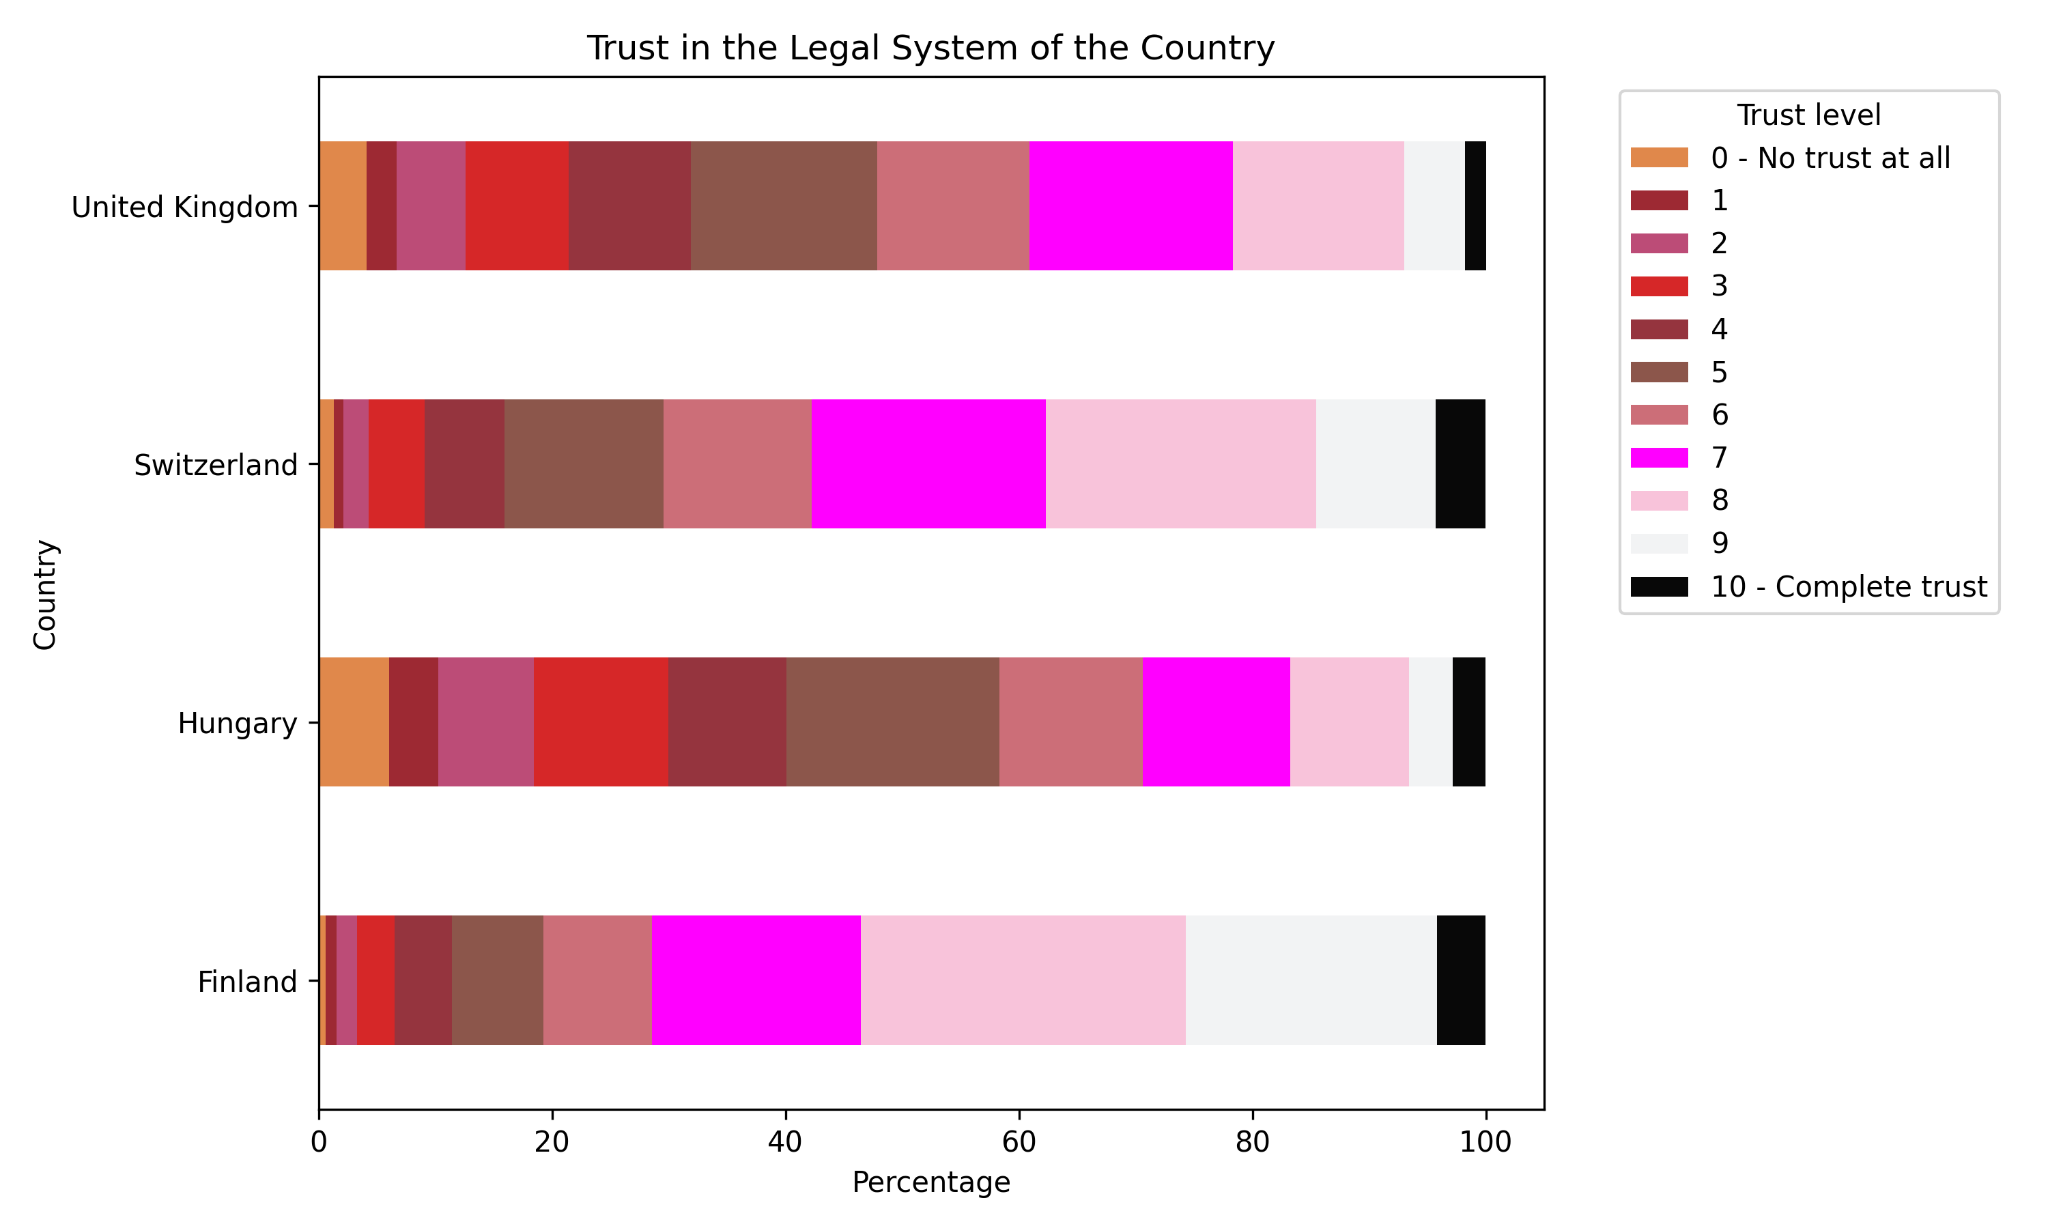 Trust in the Legal System of the Country
Country
United Kingdom
Switzerland
Hungary
Finland
0 20 40 60 80 100
Percentage
Trust level
0 - No trust at all
1
2
3
4
5
6
7
8
9
10 - Complete trust